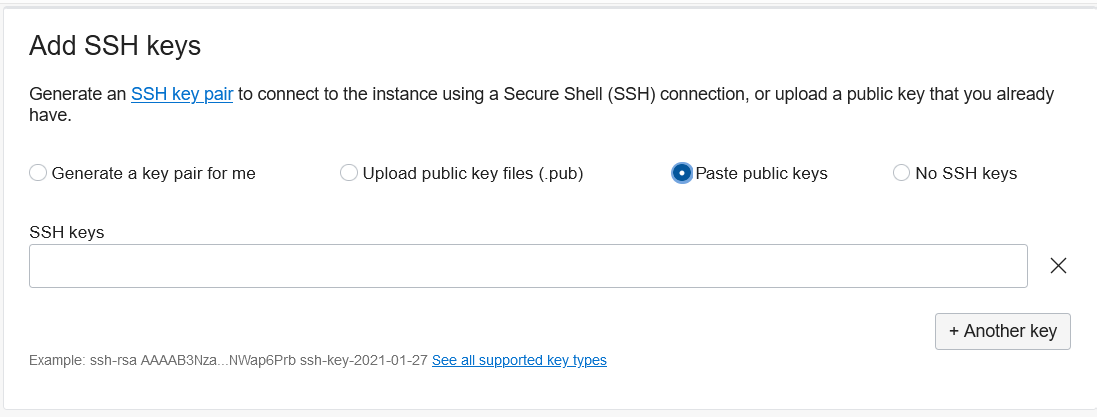 Add SSH keys
Generate an SSH key pair to connect to the instance using a Secure Shell (SSH) connection, or upload a public key that you already
have.
Generate a key pair for me Upload public key files (.pub) Paste public keys No SSH keys
SSH keys
+ Another key
Example: ssh-rsa AAAAB3Nza...NWap6Prb ssh-key-2021-01-27 See all supported key types